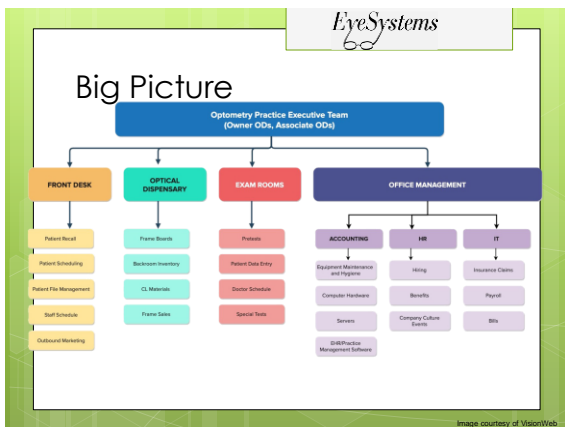 EyeSystems
Big Picture
Optometry Practice Executive Team
(Owner ODs, Associate ODs)
FRONT DESK
OPTICAL
DISPENSARY
EXAM ROOMS
OFFICE MANAGEMENT
Patient Recall
Patient Scheduling
Patient File Management
Staff Schedule
Outbound Marketing
Frame Boards
Backroom Inventory
CL Materials
Frame Sales
Pretests
Patient Data Entry
Doctor Schedule
Special Tests
ACCOUNTING
Equipment Maintenance
and Hygiene
Computer Hardware
Servers
EHR/Practice
Management Software
HR
Hiring
Benefits
Company Culture
Events
IT
Insurance Claims
Payroll
Bills
Image courtesy of VisionWeb